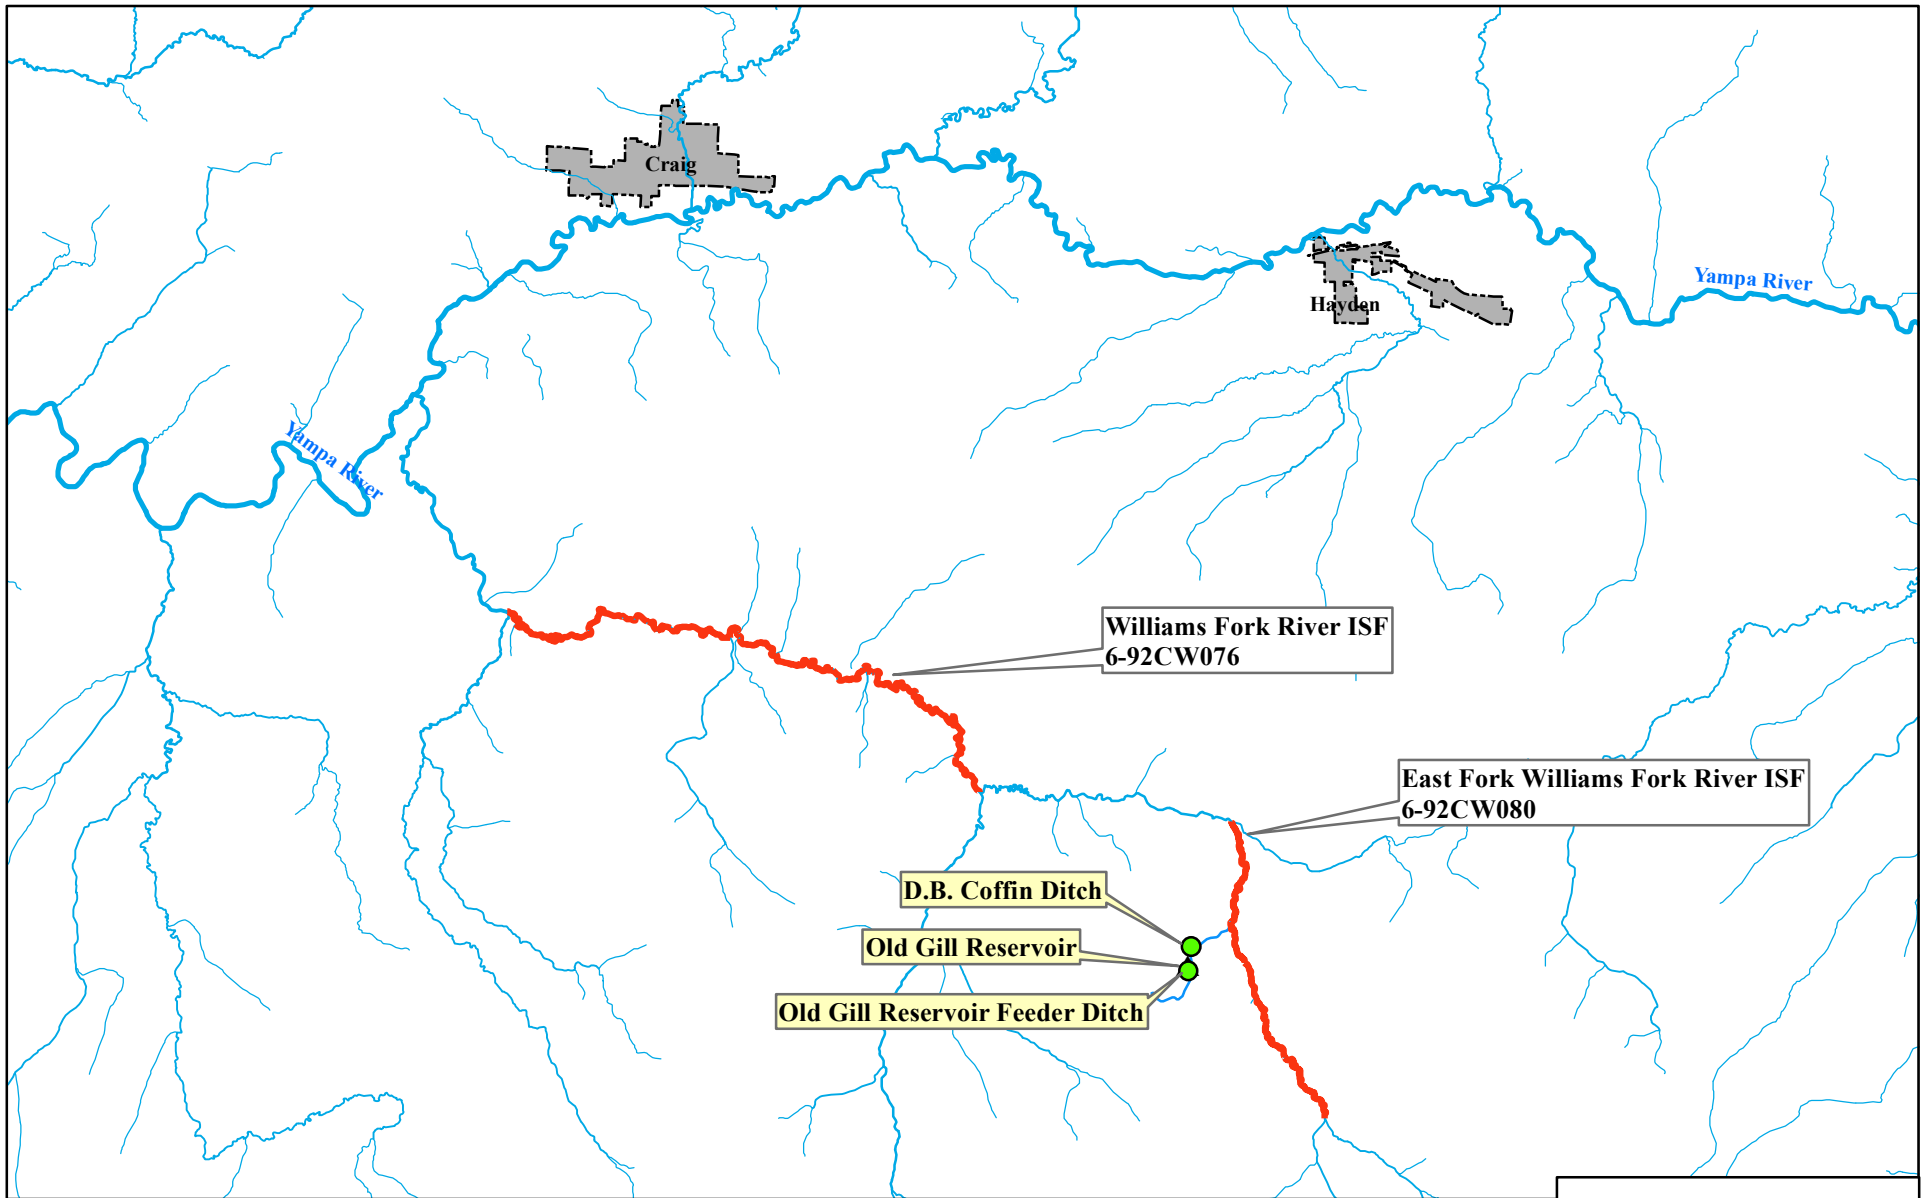 Craig
Yampa River
Hayden
Yampa River
Williams Fork River ISF
6-92CW076
East Fork Williams Fork River ISF
6-92CW080
D.B. Coffin Ditch
Old Gill Reservoir
Old Gill Reservoir Feeder Ditch